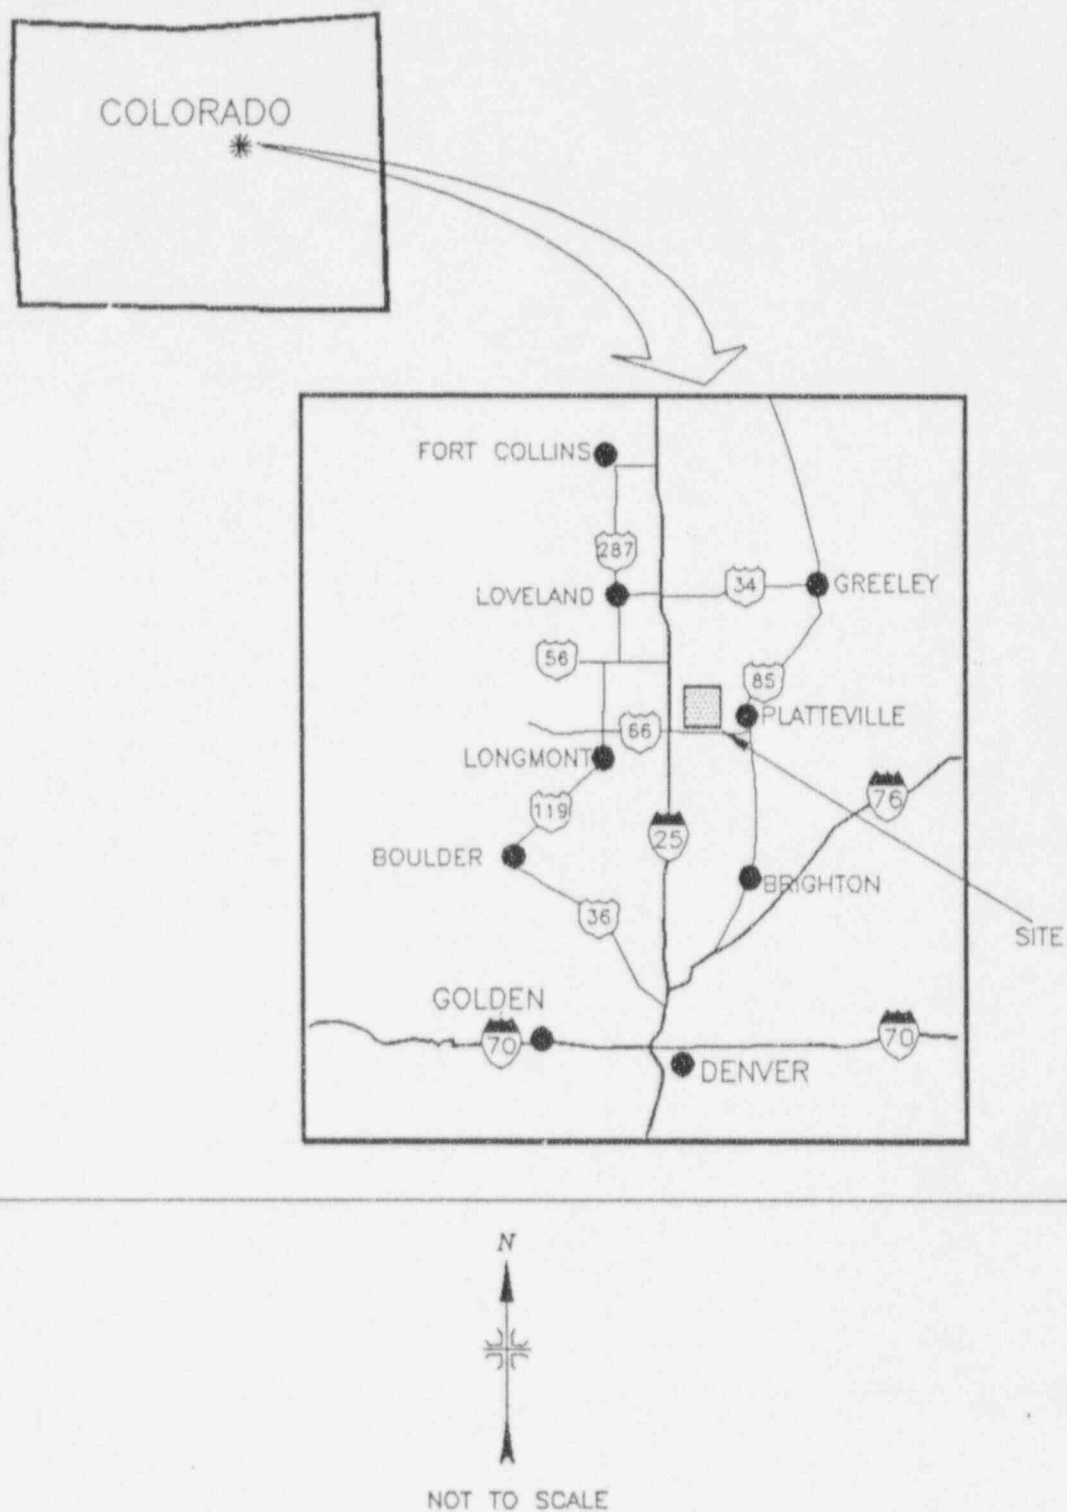 COLORADO
FORT COLLINS
287
LOVELAND
34
GREELEY
56
85
PLATTEVILLE
66
LONGMONT
76
119
25
BOULDER
BRIGHTON
36
SITE
GOLDEN
70
70
DENVER
N
NOT TO SCALE